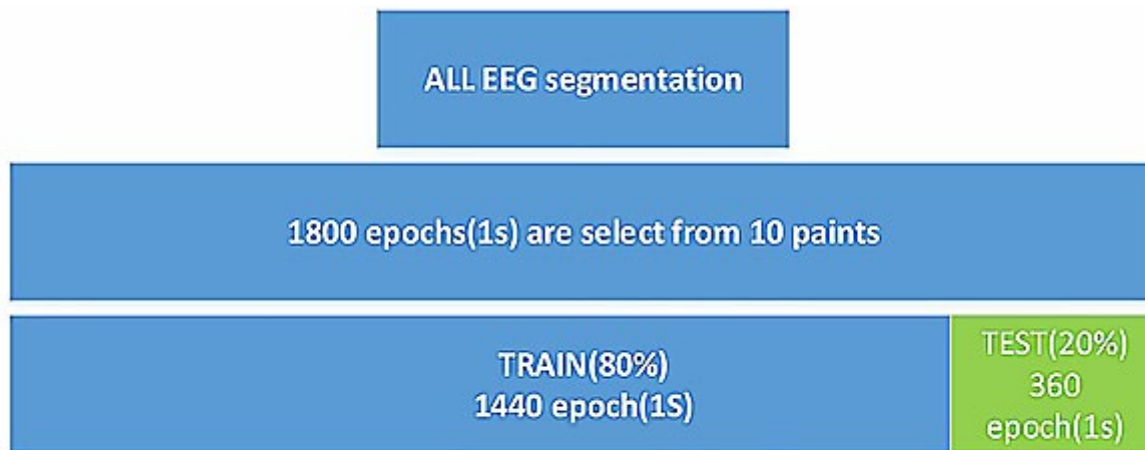 ALL EEG segmentation
1800 epochs(1s) are select from 10 paints
TRAIN(80%)
1440 epoch(1S)
TEST(20%)
360
epoch(1s)